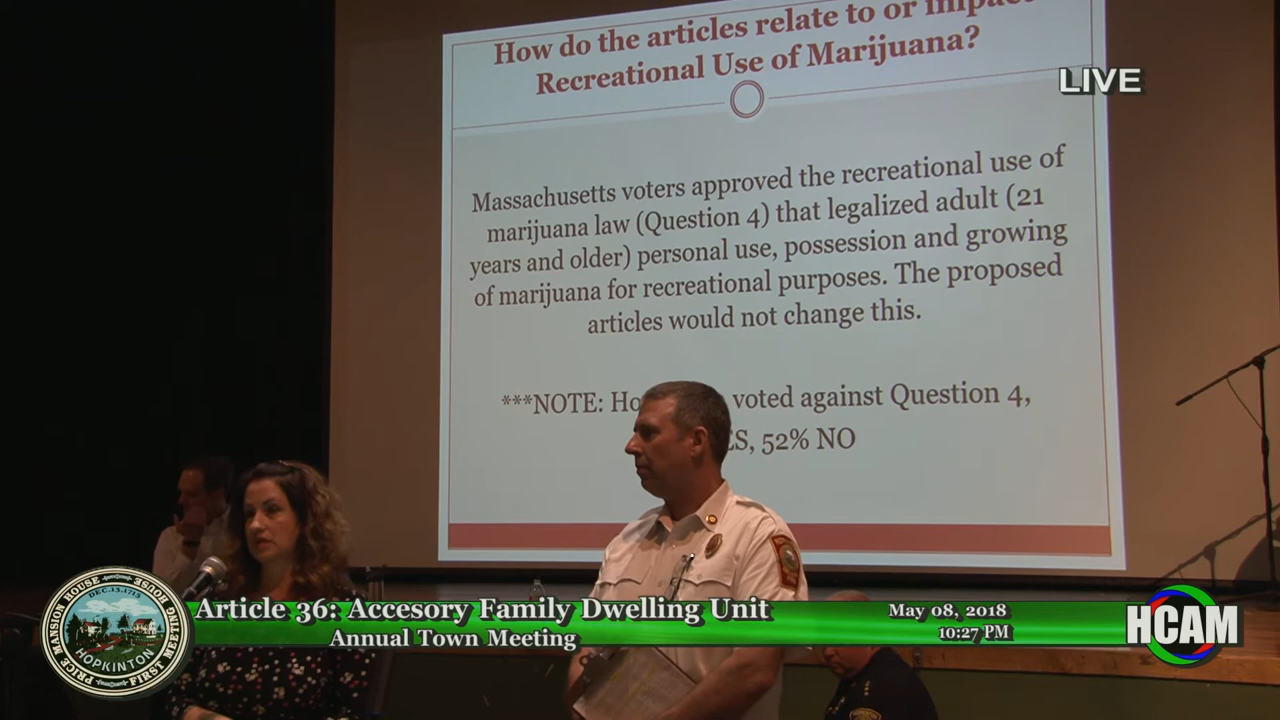 How do the articles relate to or impact
Recreational Use of Marijuana?
LIVE
Massachusetts voters approved the recreational use of
marijuana law (Question 4) that legalized adult (21
years and older) personal use, possession and growing
of marijuana for recreational purposes. The proposed
articles would not change this.
***NOTE: voted against Question 4,
52% NO
Article 36: Accesory Family Dwelling Unit
Annual Town Meeting
May 08, 2018
10:27 PM
HCAM
PRICE MANSION HOUSE FIRST MEETING HOUSE
DEC. 13. 1715
HOPKINTON